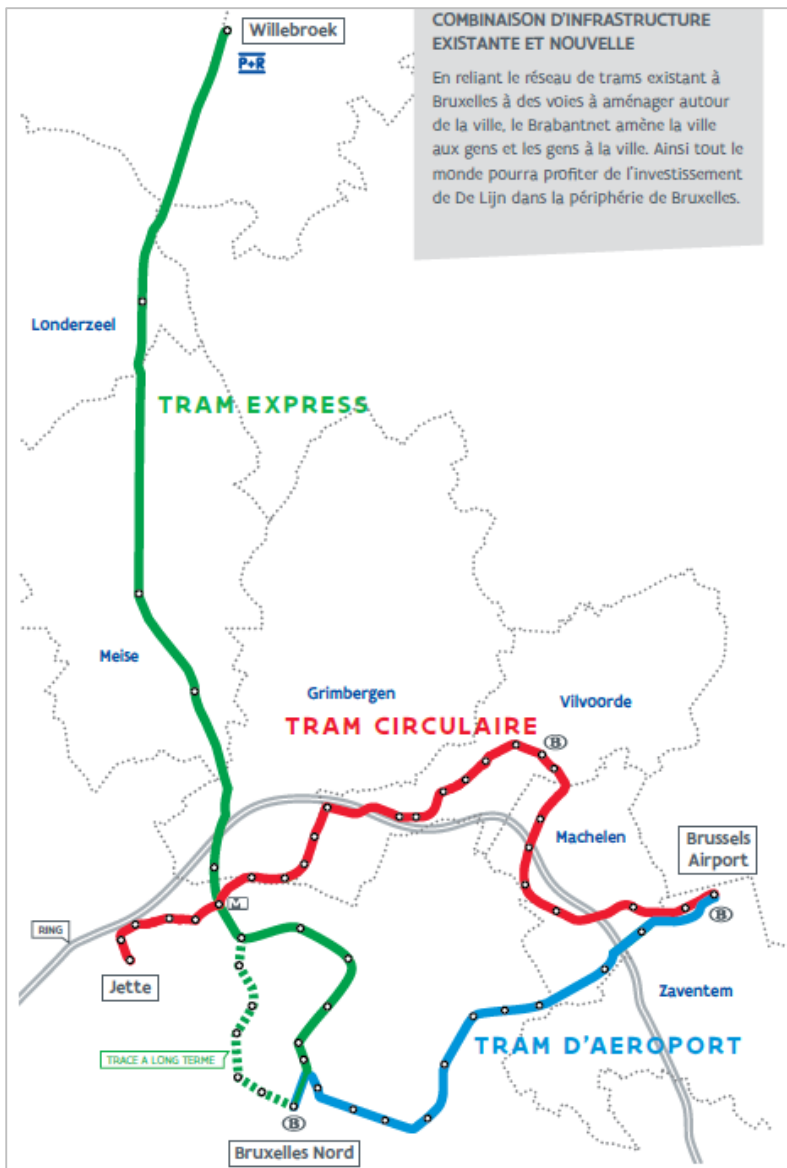 COMBINAISON D'INFRASTRUCTURE
EXISTANTE ET NOUVELLE
En reliant le réseau de trams existant à
Bruxelles à des voies à aménager autour
de la ville, le Brabantnet amène la ville
aux gens et les gens à la ville. Ainsi tout le
monde pourra profiter de l'investissement
de De Lijn dans la périphérie de Bruxelles.
Willebroek
P+R
Londerzeel
TRAM EXPRESS
Meise
Grimbergen
Vilvoorde
TRAM CIRCULAIRE
B
Machelen
Brussels
Airport
B
M
RING
Jette
Zaventem
TRAM D'AEROPORT
TRACE A LONG TERME
B
Bruxelles Nord